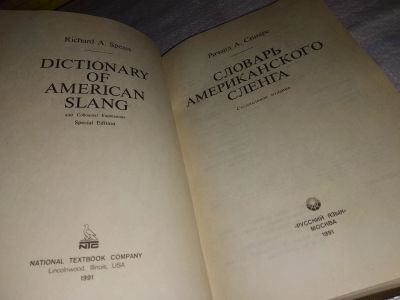 Richard A. Spears
DICTIONARY
OF
AMERICAN
SLANG
and Colloquial Expressions
Special Edition
NTC
NATIONAL TEXTBOOK COMPANY
Lincolnwood, Illinois, USA
1991
Ричард А. Спирс
СЛОВАРЬ
АМЕРИКАНСКОГО
СЛЕНГА
Специальное издание
«РУССКИЙ ЯЗЫК»
МОСКВА
1991